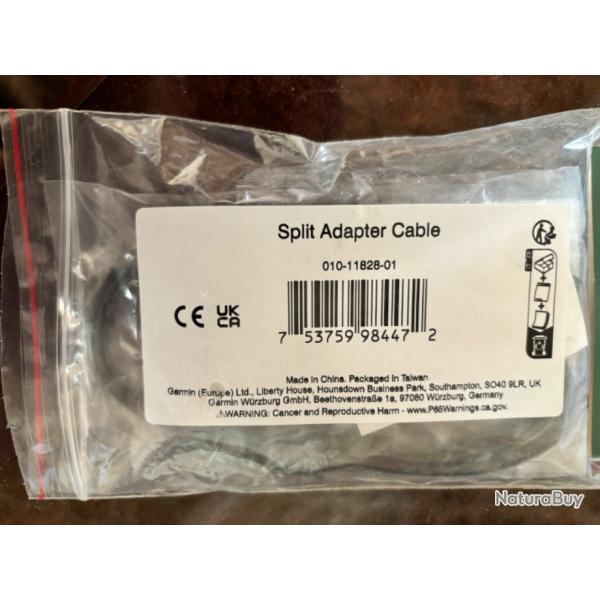 Split Adapter Cable
010-11828-01
CE UK
CA
7 53759 98447 2
Made in China. Packaged in Taiwan.
Garmin (Europe) Ltd., Liberty House, Hounsdown Business Park, Southampton, SO40 9LR, UK
Garmin Würzburg GmbH, Beethovenstraße 1a, 97080 Würzburg, Germany
⚠WARNING: Cancer and Reproductive Harm - www.P65Warnings.ca.gov.
NaturaBuy